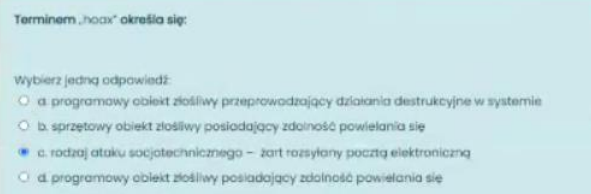 Terminem „hoax" określa się:
Wybierz jedną odpowiedź:
a. programowy obiekt złośliwy przeprowadzający działania destrukcyjne w systemie
b. sprzętowy obiekt złośliwy posiadający zdolność powielania się
c. rodzaj ataku socjotechnicznego – żart rozsyłany pocztą elektroniczną
d. programowy obiekt złośliwy posiadający zdolność powielania się